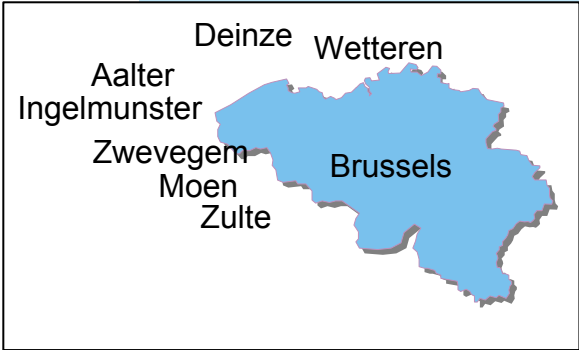 Deinze
Wetteren
Aalter
Ingelmunster
Zwevegem
Brussels
Moen
Zulte